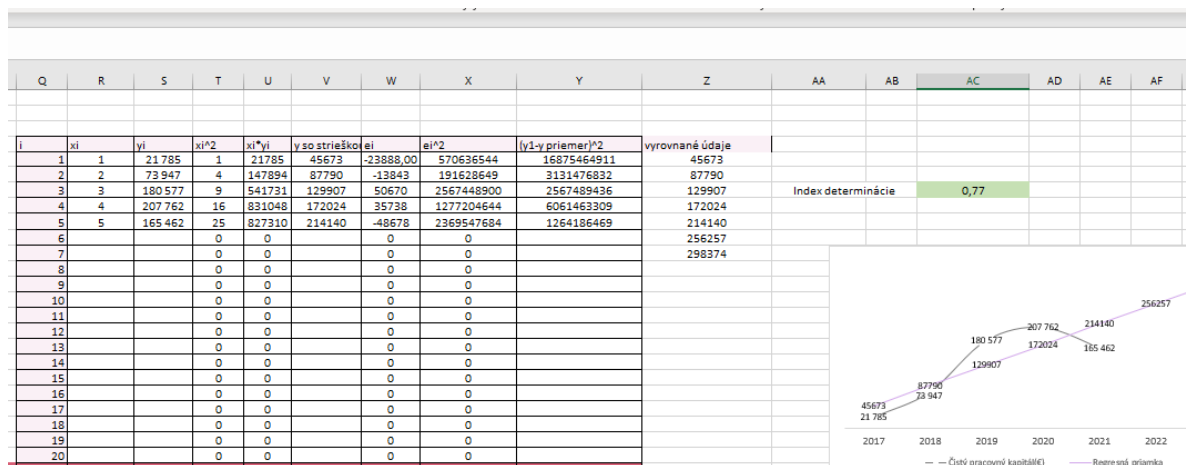 Q R S T U V W X Y Z AA AB AC AD AE AF
i xi yi xi^2 xi*yi y so strieškou ei ei^2 (y1-y priemer)^2 vyrovnané údaje
1 1 21 785 1 21785 45673 -23888,00 570636544 16875464911 45673
2 2 73 947 4 147894 87790 -13843 191628649 3131476832 87790
3 3 180 577 9 541731 129907 50670 2567448900 2567489436 129907 Index determinácie 0,77
4 4 207 762 16 831048 172024 35738 1277204644 6061463309 172024
5 5 165 462 25 827310 214140 -48678 2369547684 1264186469 214140
6 0 0 0 0 256257
7 0 0 0 0 298374
8 0 0 0 0
9 0 0 0 0
10 0 0 0 0
11 0 0 0 0
12 0 0 0 0
13 0 0 0 0
14 0 0 0 0
15 0 0 0 0
16 0 0 0 0
17 0 0 0 0
18 0 0 0 0
19 0 0 0 0
20 0 0 0 0
256257
207 762 214140
180 577
172024 165 462
129907
87790
73 947
45673
21 785
2017 2018 2019 2020 2021 2022
Čistý pracovný kapitál(€) Regresná priamka